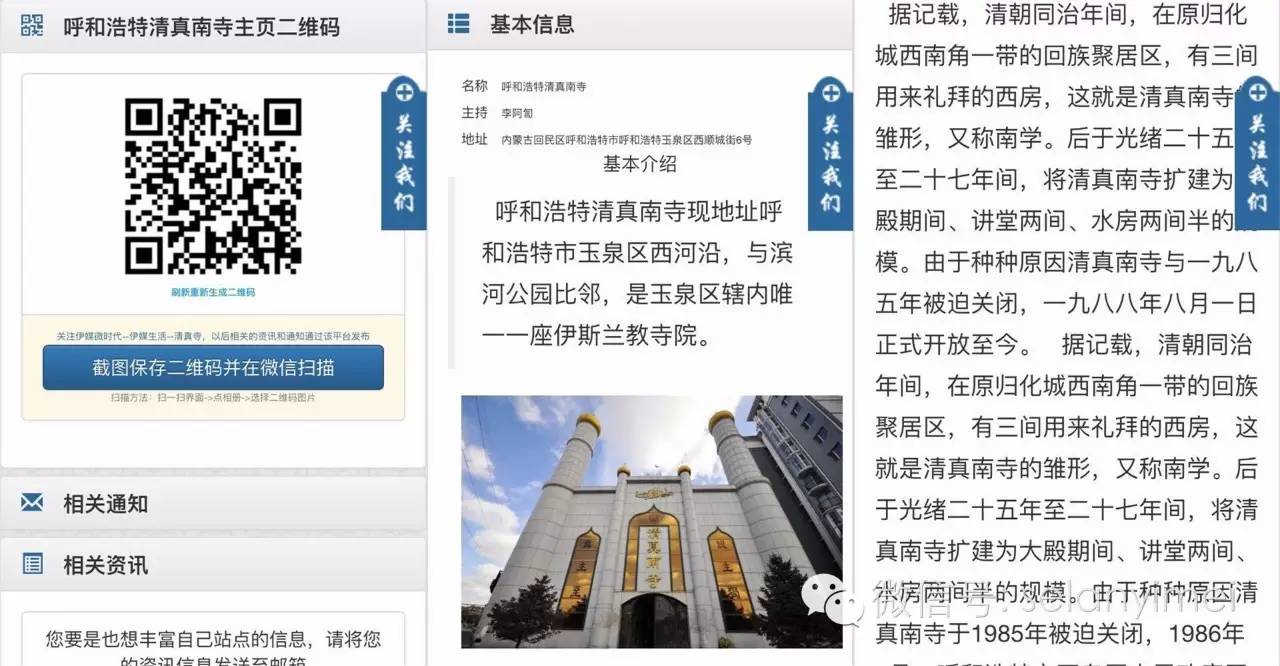 呼和浩特清真南寺主页二维码
关注我们
刷新重新生成二维码
关注伊媒微时代--伊媒生活--清真寺，以后相关的资讯和通知通过该平台发布
截图保存二维码并在微信扫描
扫描方法：扫一扫界面->点相册->选择二维码图片
相关通知
相关资讯
您要是也想丰富自己站点的信息，请将您
的资讯信息发送至邮箱
基本信息
名称 呼和浩特清真南寺
主持 李阿訇
地址 内蒙古回民区呼和浩特市呼和浩特玉泉区西顺城街6号
关注我们
基本介绍
呼和浩特清真南寺现地址呼
和浩特市玉泉区西河沿，与滨
河公园比邻，是玉泉区辖内唯
一一座伊斯兰教寺院。
清真南寺
据记载，清朝同治年间，在原归化
城西南角一带的回族聚居区，有三间
用来礼拜的西房，这就是清真南寺
雏形，又称南学。后于光绪二十五
至二十七年间，将清真南寺扩建为
殿期间、讲堂两间、水房两间半的
模。由于种种原因清真南寺与一九八
五年被迫关闭，一九八八年八月一日
正式开放至今。 据记载，清朝同治
年间，在原归化城西南角一带的回族
聚居区，有三间用来礼拜的西房，这
就是清真南寺的雏形，又称南学。后
于光绪二十五年至二十七年间，将清
真南寺扩建为大殿期间、讲堂两间、
水房两间半的规模。由于种种原因清
真南寺于1985年被迫关闭，1986年
关注我们
微信号: selanyimei